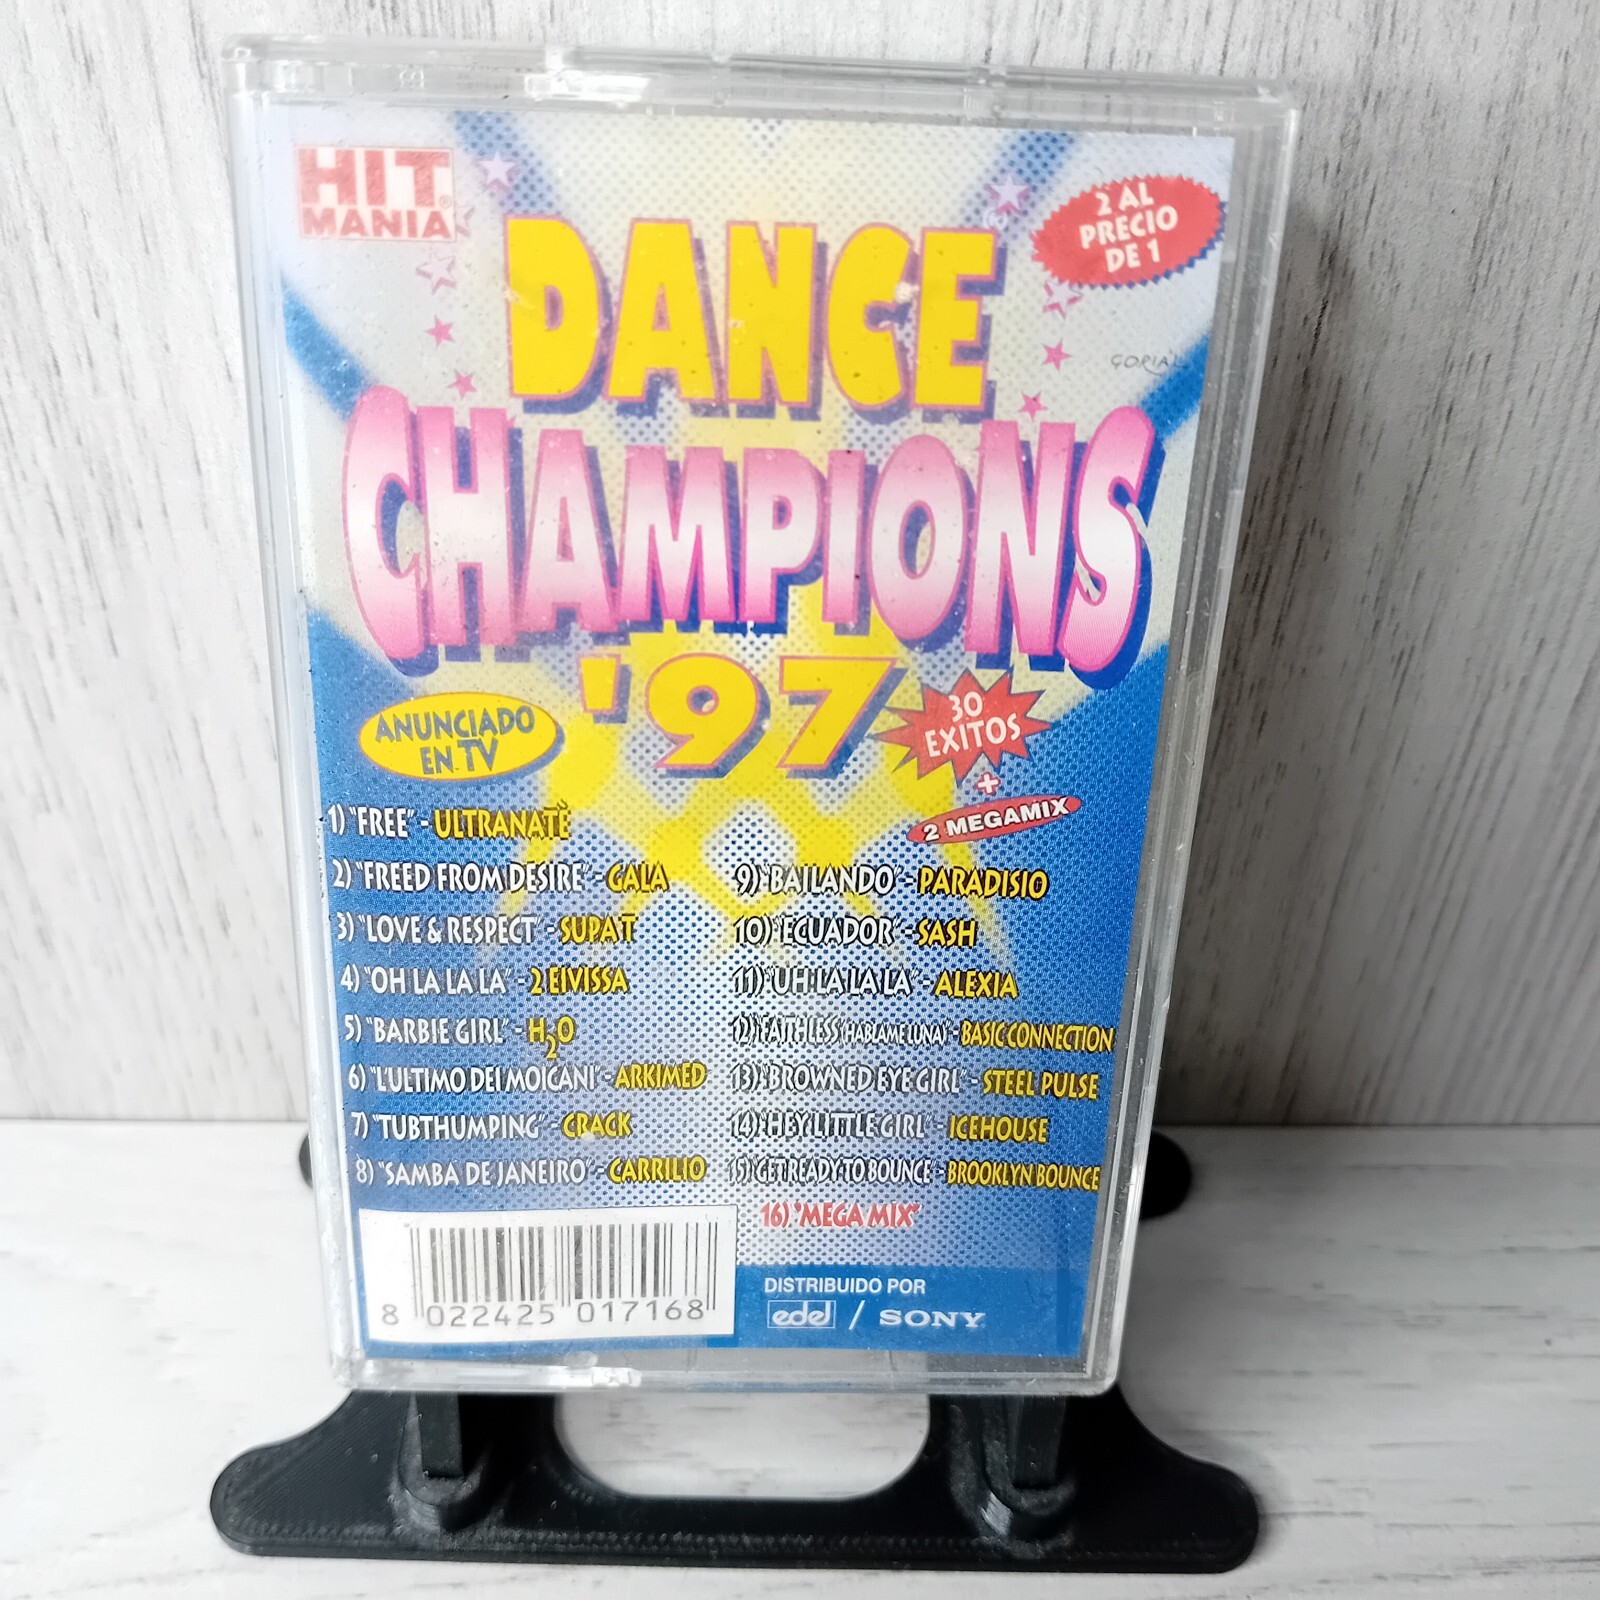 HIT
MANIA®
2 AL
PRECIO
DE 1
DANCE
GORIAL
CHAMPIONS
'97
ANUNCIADO
EN TV
30
EXITOS
+
2 MEGAMIX
1) "FREE" - ULTRANATÈ
2) "FREED FROM DESIRE" - GALA
3) "LOVE & RESPECT" - SUPA T
4) "OH LA LA LA" - 2 EIVISSA
5) "BARBIE GIRL" - H2O
6) "L'ULTIMO DEI MOICANI" - ARKIMED
7) "TUBTHUMPING" - CRACK
8) "SAMBA DE JANEIRO" - CARRILIO
9) "BAILANDO" - PARADISIO
10) "ECUADOR" - SASH
11) "UH LA LA LA" - ALEXIA
12) "FAITHLESS (HABLAME LUNA)" - BASIC CONNECTION
13) "BROWNED EYE GIRL" - STEEL PULSE
14) "HEY LITTLE GIRL" - ICEHOUSE
15) "GET READY TO BOUNCE" - BROOKLYN BOUNCE
16) "MEGA MIX"
8 022425 017168
DISTRIBUIDO POR
edel / SONY